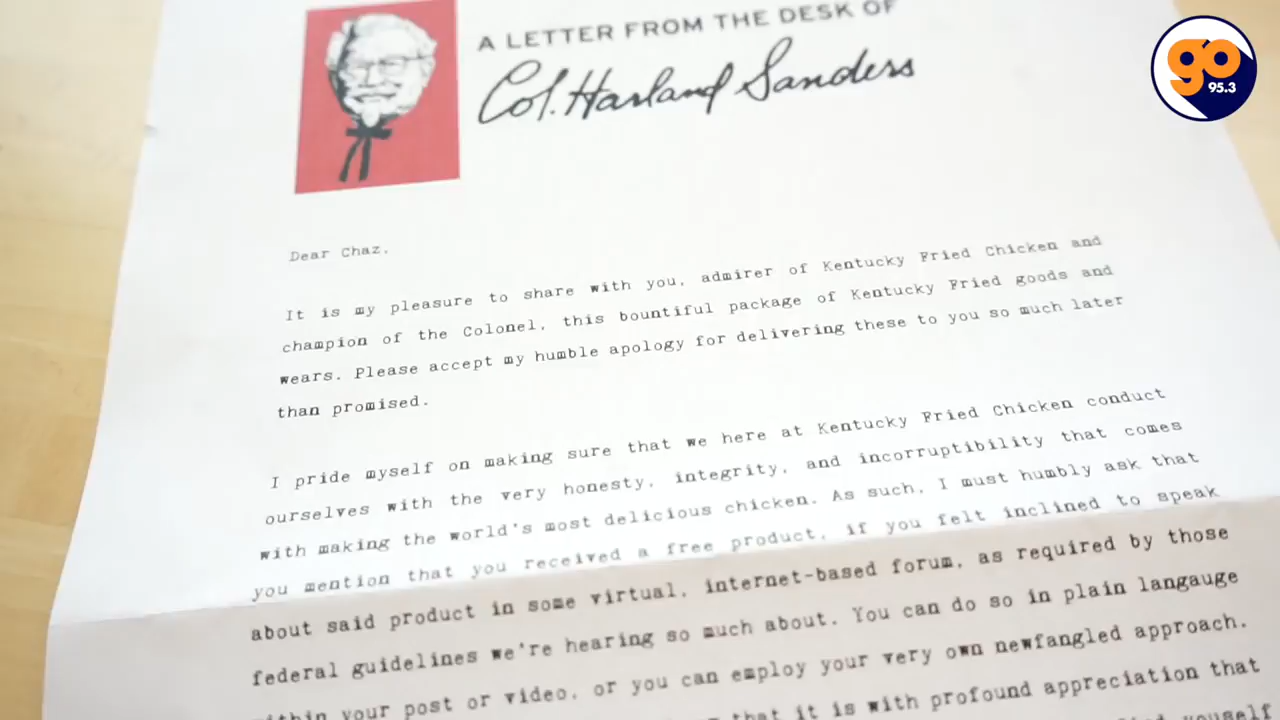 A LETTER FROM THE DESK OF
Col. Harland Sanders
go
95.3
Dear Chaz,
It is my pleasure to share with you, admirer of Kentucky Fried Chicken and
champion of the Colonel, this bountiful package of Kentucky Fried goods and
wears. Please accept my humble apology for delivering these to you so much later
than promised.
I pride myself on making sure that we here at Kentucky Fried Chicken conduct
ourselves with the very honesty, integrity, and incorruptibility that comes
with making the world's most delicious chicken. As such, I must humbly ask that
you mention that you received a free product, if you felt inclined to speak
about said product in some virtual, internet-based forum, as required by those
federal guidelines we're hearing so much about. You can do so in plain langauge
within your post or video, or you can employ your very own newfangled approach.
that it is with profound appreciation that